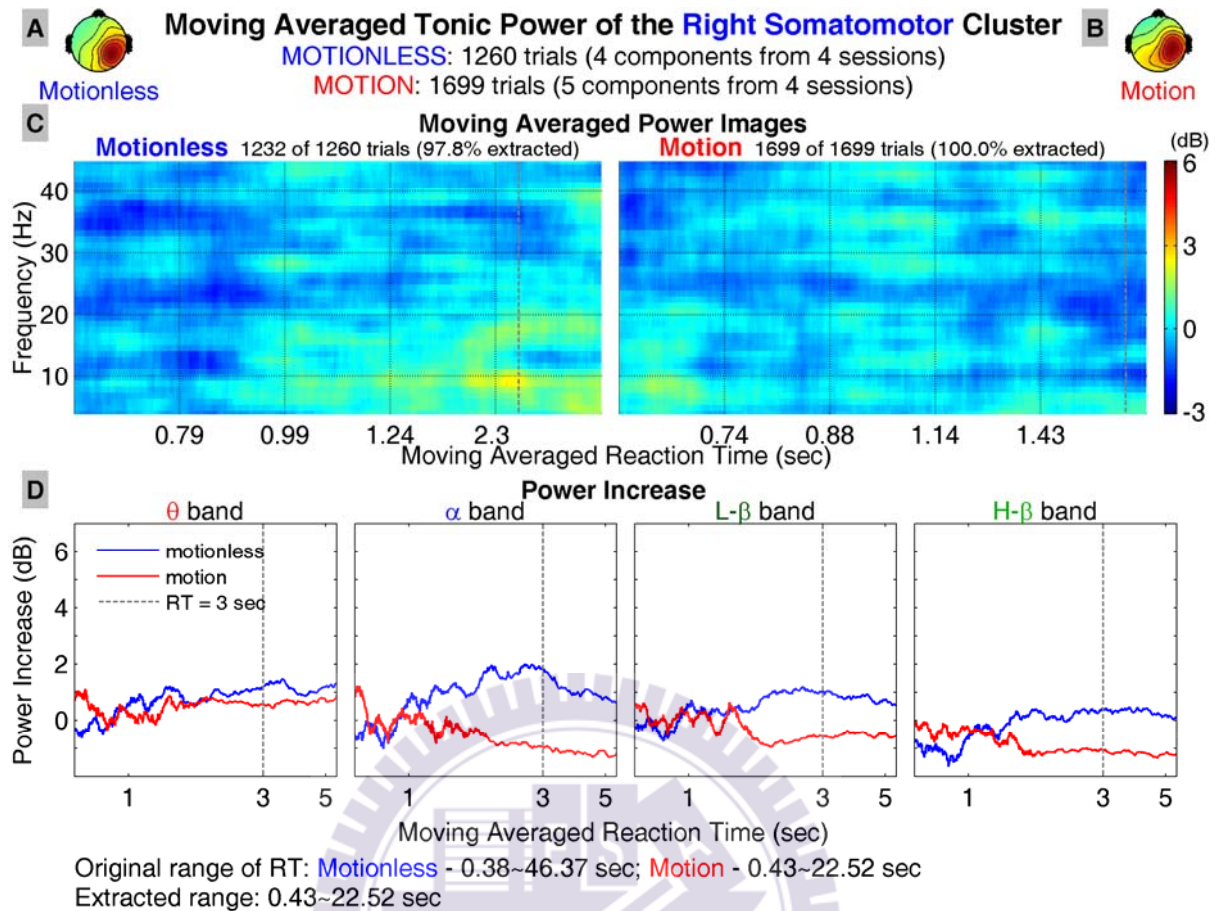 A
Moving Averaged Tonic Power of the Right Somatomotor Cluster
B
MOTIONLESS: 1260 trials (4 components from 4 sessions)
MOTION: 1699 trials (5 components from 4 sessions)
Motionless
Motion
C
Moving Averaged Power Images
Motionless 1232 of 1260 trials (97.8% extracted)
Motion 1699 of 1699 trials (100.0% extracted)
(dB)
6
3
0
-3
Frequency (Hz)
40
30
20
10
0.79 0.99 1.24 2.3
0.74 0.88 1.14 1.43
Moving Averaged Reaction Time (sec)
D
Power Increase
θ band
α band
L-β band
H-β band
Power Increase (dB)
6
4
2
0
motionless
motion
RT = 3 sec
1 3 5
1 3 5
1 3 5
1 3 5
Moving Averaged Reaction Time (sec)
Original range of RT: Motionless - 0.38~46.37 sec; Motion - 0.43~22.52 sec
Extracted range: 0.43~22.52 sec